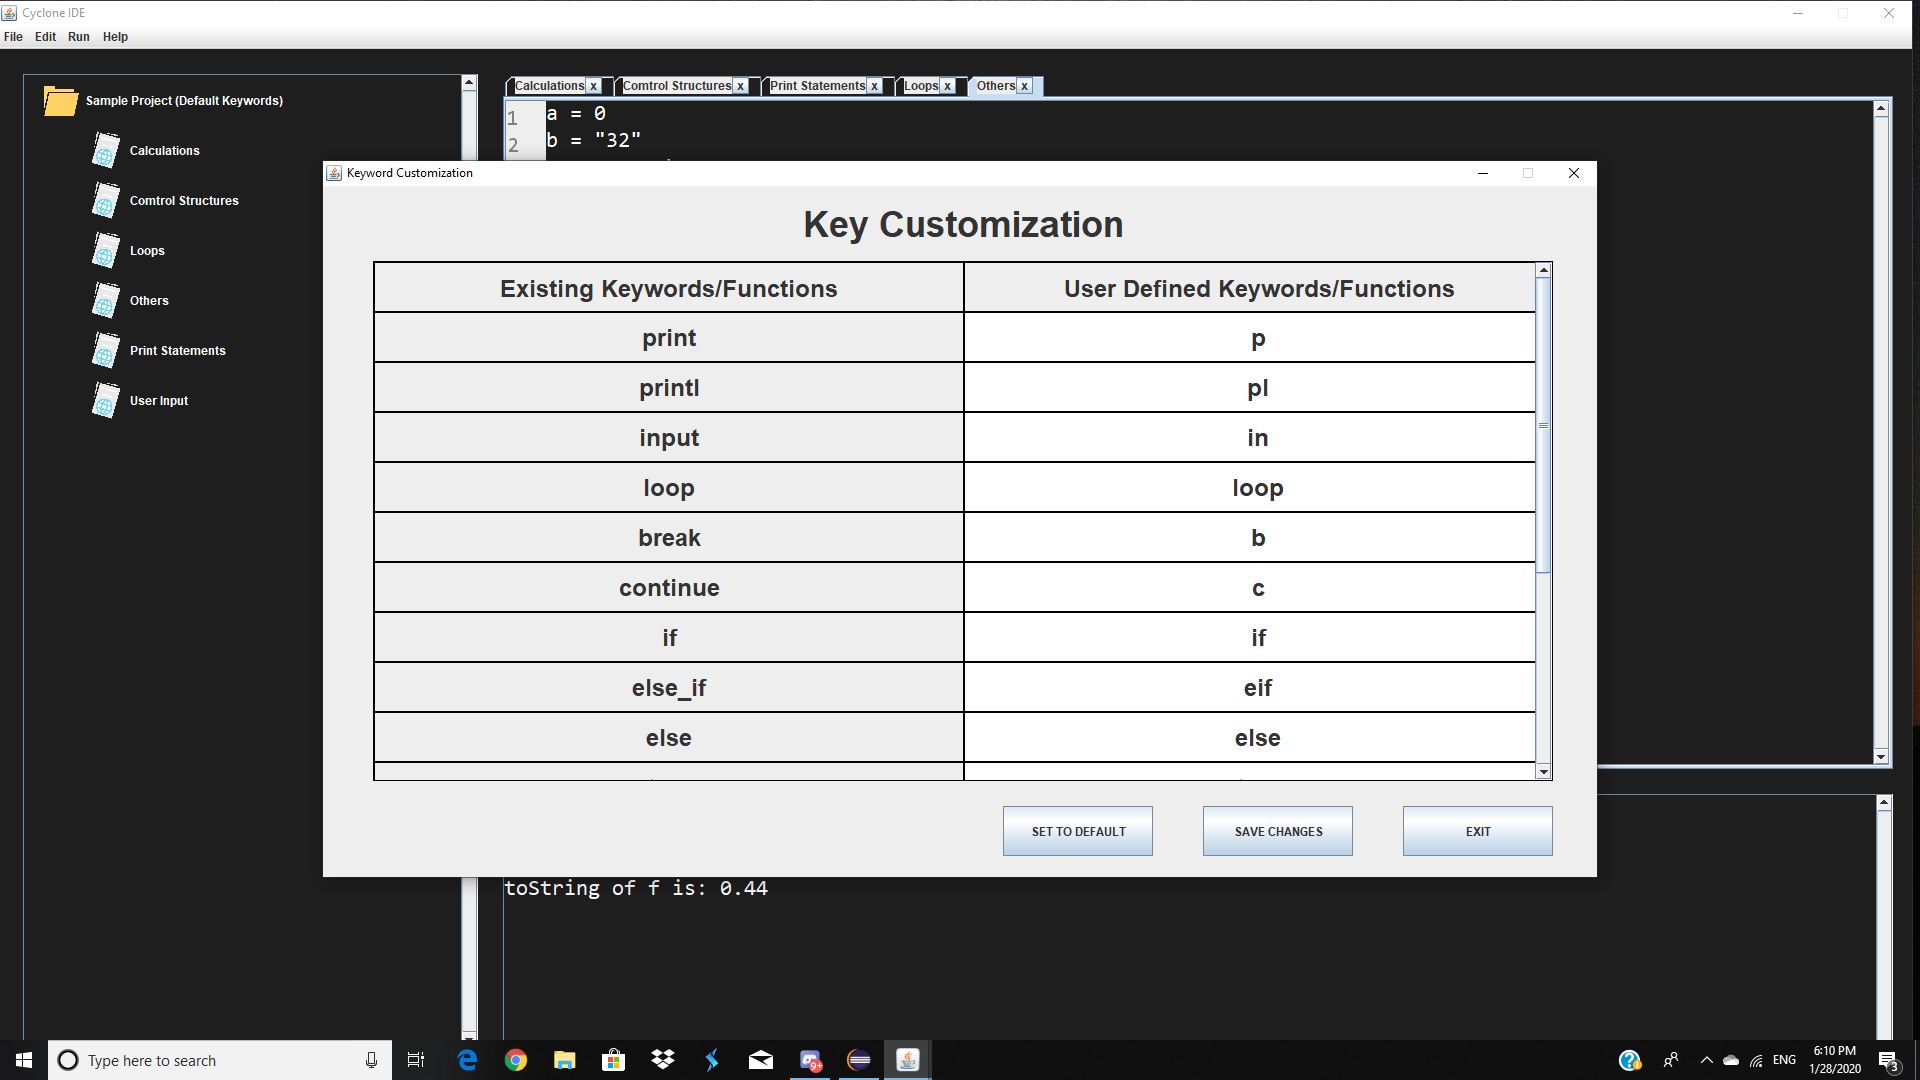 Cyclone IDE
File Edit Run Help
Sample Project (Default Keywords)
Calculations
Comtrol Structures
Loops
Others
Print Statements
User Input
Calculations x Comtrol Structures x Print Statements x Loops x Others x
1 a = 0
2 b = "32"
Keyword Customization
Key Customization
Existing Keywords/Functions User Defined Keywords/Functions
print p
printl pl
input in
loop loop
break b
continue c
if if
else_if eif
else else
SET TO DEFAULT SAVE CHANGES EXIT
toString of f is: 0.44
Type here to search
9+
ENG
6:10 PM
1/28/2020
3